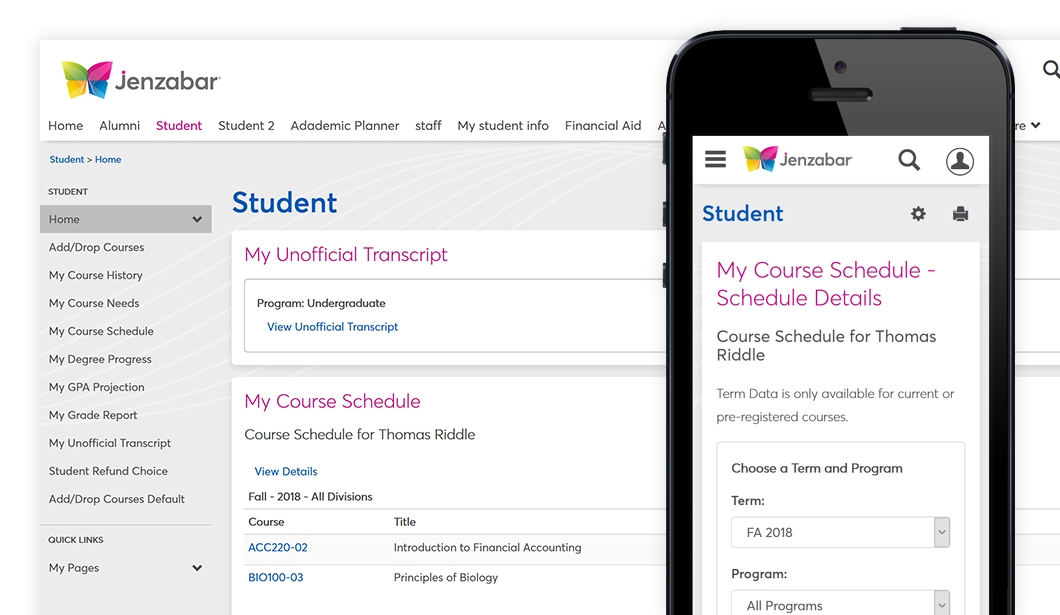 jenzabar
Home Alumni Student Student 2 Adademic Planner staff My student info Financial Aid A re
Student > Home
STUDENT
Home
Add/Drop Courses
My Course History
My Course Needs
My Course Schedule
My Degree Progress
My GPA Projection
My Grade Report
My Unofficial Transcript
Student Refund Choice
Add/Drop Courses Default
QUICK LINKS
My Pages
Student
My Unofficial Transcript
Program: Undergraduate
View Unofficial Transcript
My Course Schedule
Course Schedule for Thomas Riddle
View Details
Fall - 2018 - All Divisions
Course Title
ACC220-02 Introduction to Financial Accounting
BIO100-03 Principles of Biology
jenzabar
Student
My Course Schedule -
Schedule Details
Course Schedule for Thomas
Riddle
Term Data is only available for current or
pre-registered courses.
Choose a Term and Program
Term:
FA 2018
Program:
All Programs